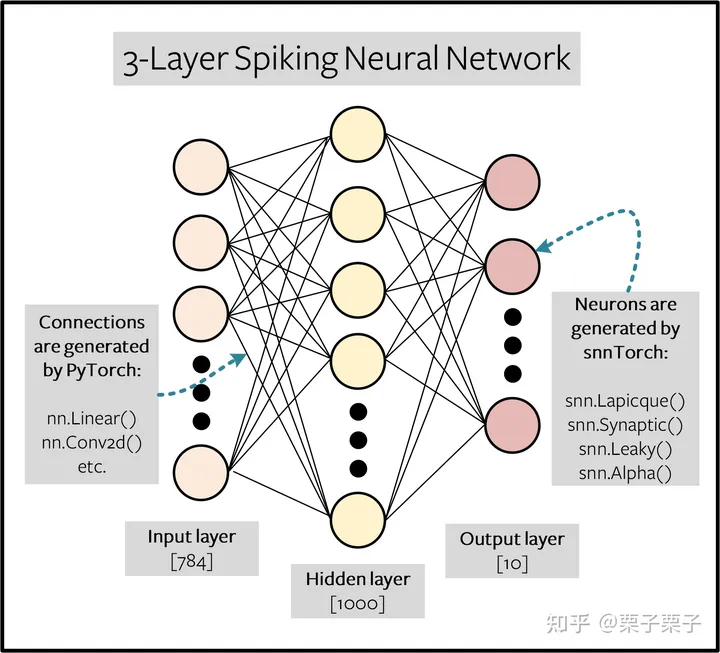 3-Layer Spiking Neural Network
Connections
are generated
by PyTorch:
nn.Linear()
nn.Conv2d()
etc.
Neurons are
generated by
snnTorch:
snn.Lapicque()
snn.Synaptic()
snn.Leaky()
snn.Alpha()
Input layer
[784]
Hidden layer
[1000]
Output layer
[10]
知乎 @栗子栗子